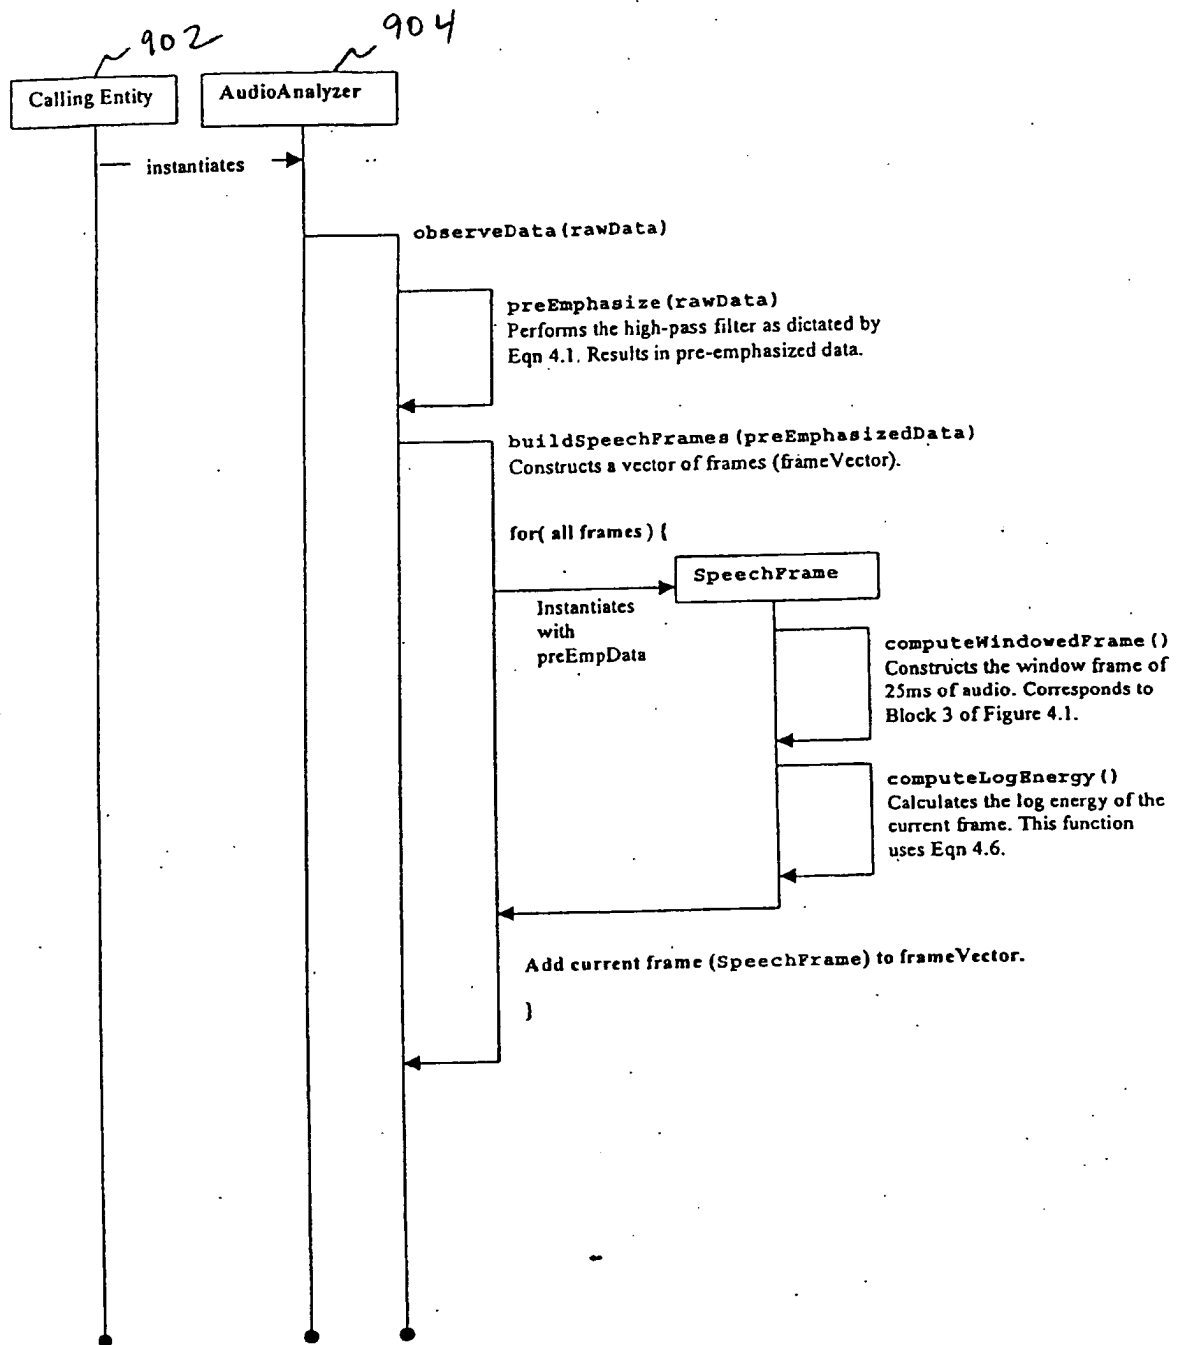 902
904
Calling Entity
AudioAnalyzer
instantiates
observeData(rawData)
preEmphasize(rawData)
Performs the high-pass filter as dictated by
Eqn 4.1. Results in pre-emphasized data.
buildSpeechFrames(preEmphasizedData)
Constructs a vector of frames (frameVector).
for( all frames ) {
SpeechFrame
Instantiates
with
preEmpData
computeWindowedFrame()
Constructs the window frame of
25ms of audio. Corresponds to
Block 3 of Figure 4.1.
computeLogEnergy()
Calculates the log energy of the
current frame. This function
uses Eqn 4.6.
Add current frame (SpeechFrame) to frameVector.
}